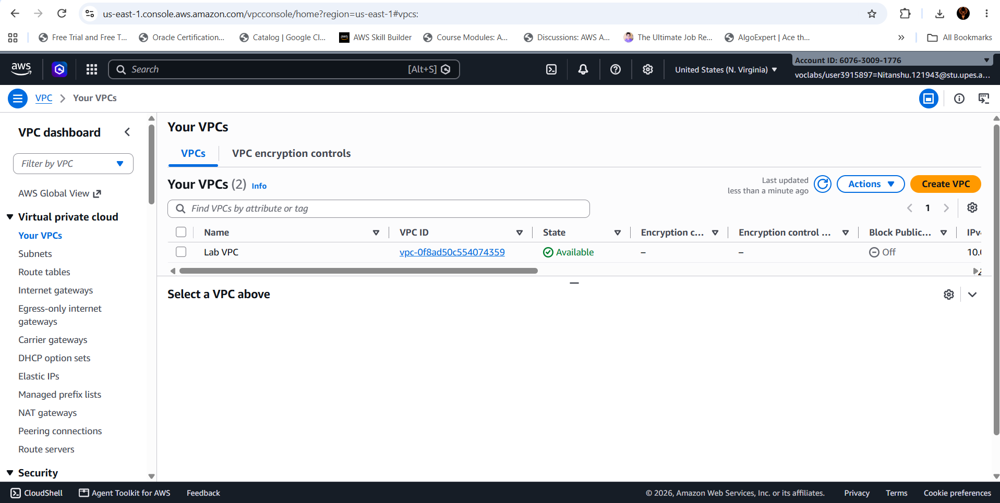 us-east-1.console.aws.amazon.com/vpcconsole/home?region=us-east-1#vpcs:
Free Trial and Free T... Oracle Certification... Catalog | Google Cl... AWS Skill Builder Course Modules: A... Discussions: AWS A... The Ultimate Job Re... AlgoExpert | Ace th... » All Bookmarks
aws Search [Alt+S] United States (N. Virginia) Account ID: 6076-3009-1776
voclabs/user3915897=Nitanshu.121943@stu.upes.a...
VPC Your VPCs
VPC dashboard
Filter by VPC
AWS Global View
Virtual private cloud
Your VPCs
Subnets
Route tables
Internet gateways
Egress-only internet
gateways
Carrier gateways
DHCP option sets
Elastic IPs
Managed prefix lists
NAT gateways
Peering connections
Route servers
Security
Your VPCs
VPCs VPC encryption controls
Your VPCs (2) Info
Last updated
less than a minute ago
Actions Create VPC
Find VPCs by attribute or tag
1
Name VPC ID State Encryption c... Encryption control ... Block Public...
Lab VPC vpc-0f8ad50c554074359 Available – – Off
Select a VPC above
CloudShell Agent Toolkit for AWS Feedback © 2026, Amazon Web Services, Inc. or its affiliates. Privacy Terms Cookie preferences